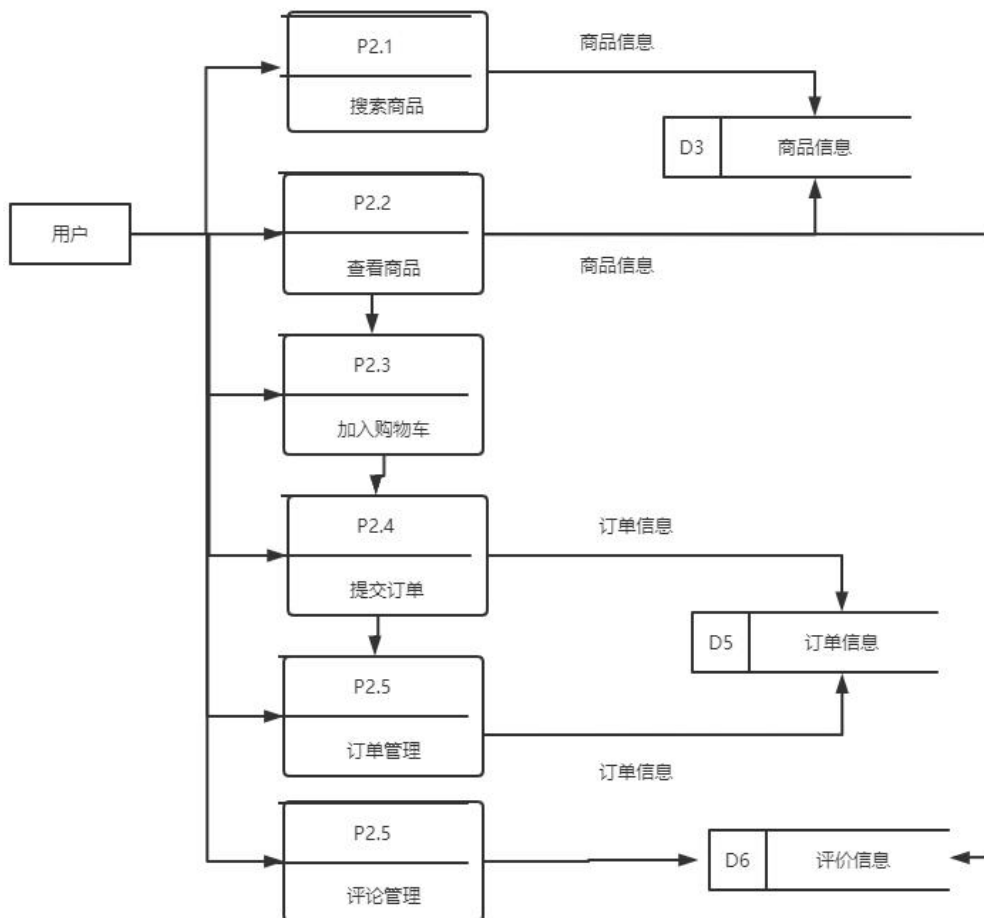 P2.1
商品信息
搜索商品
D3
商品信息
P2.2
用户
查看商品
商品信息
P2.3
加入购物车
P2.4
订单信息
提交订单
D5
订单信息
P2.5
订单管理
订单信息
P2.5
D6
评价信息
评论管理